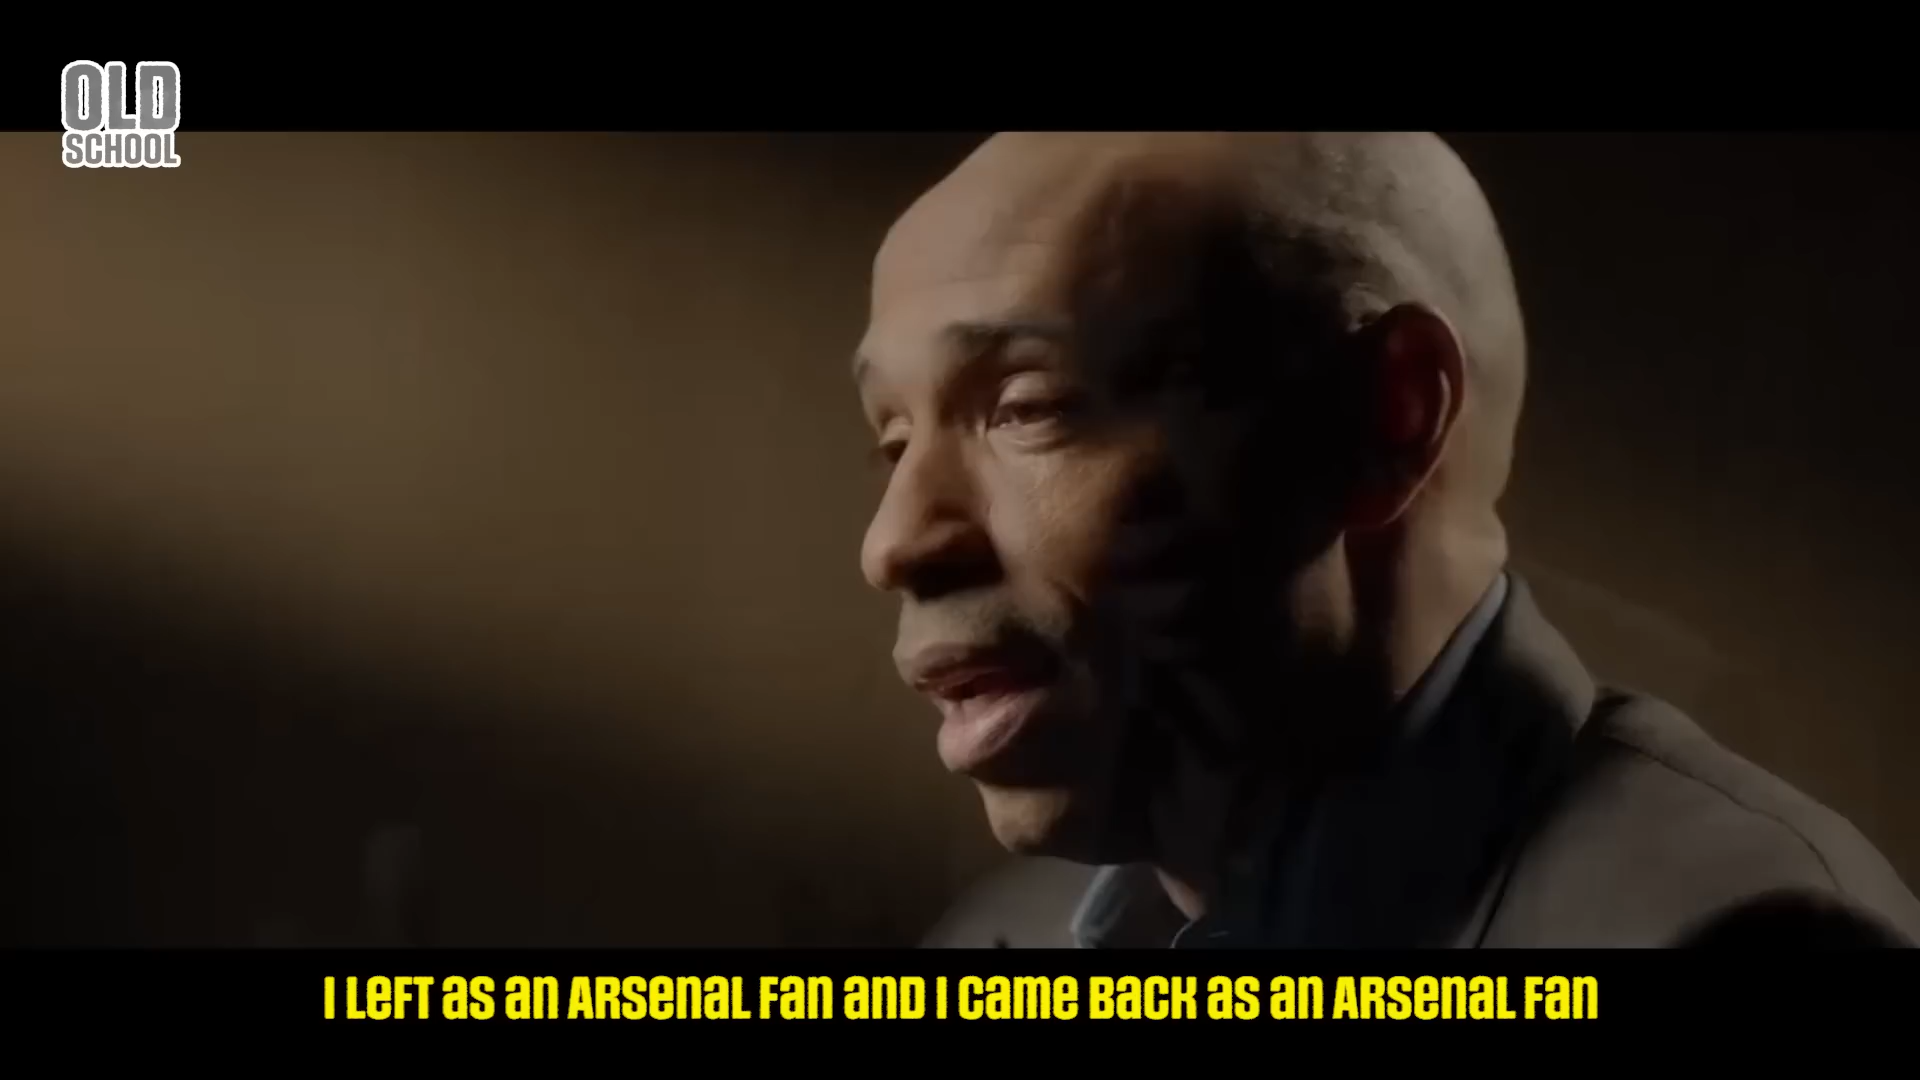 OLD
SCHOOL
I LEFT as an ARSENAL FAN AND I CAME BACK as an ARSENAL FAN